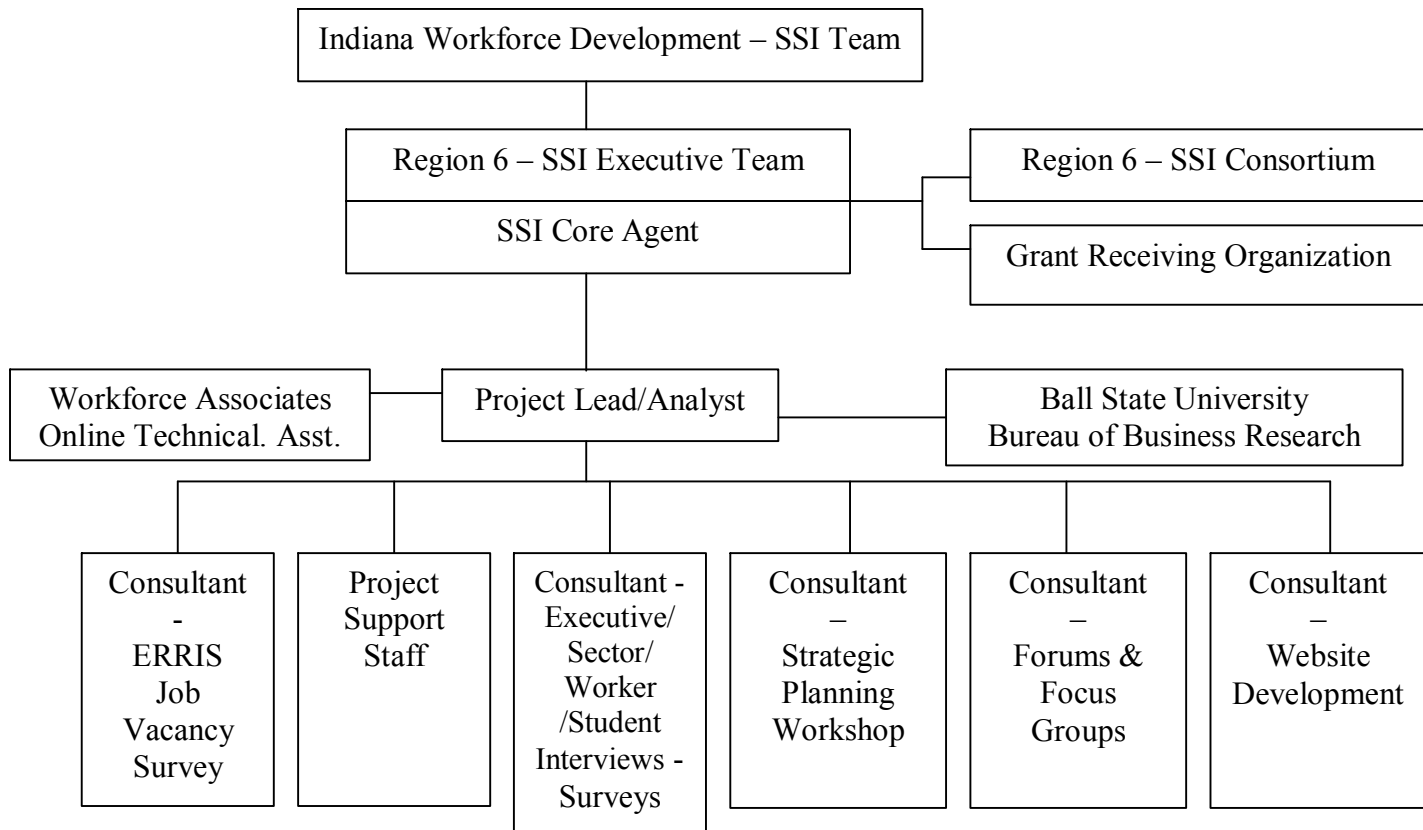 Indiana Workforce Development – SSI Team
Region 6 – SSI Executive Team
SSI Core Agent
Region 6 – SSI Consortium
Grant Receiving Organization
Workforce Associates
Online Technical. Asst.
Project Lead/Analyst
Ball State University
Bureau of Business Research
Consultant
-
ERRIS
Job
Vacancy
Survey
Project
Support
Staff
Consultant -
Executive/
Sector/
Worker
/Student
Interviews -
Surveys
Consultant
–
Strategic
Planning
Workshop
Consultant
–
Forums &
Focus
Groups
Consultant
–
Website
Development